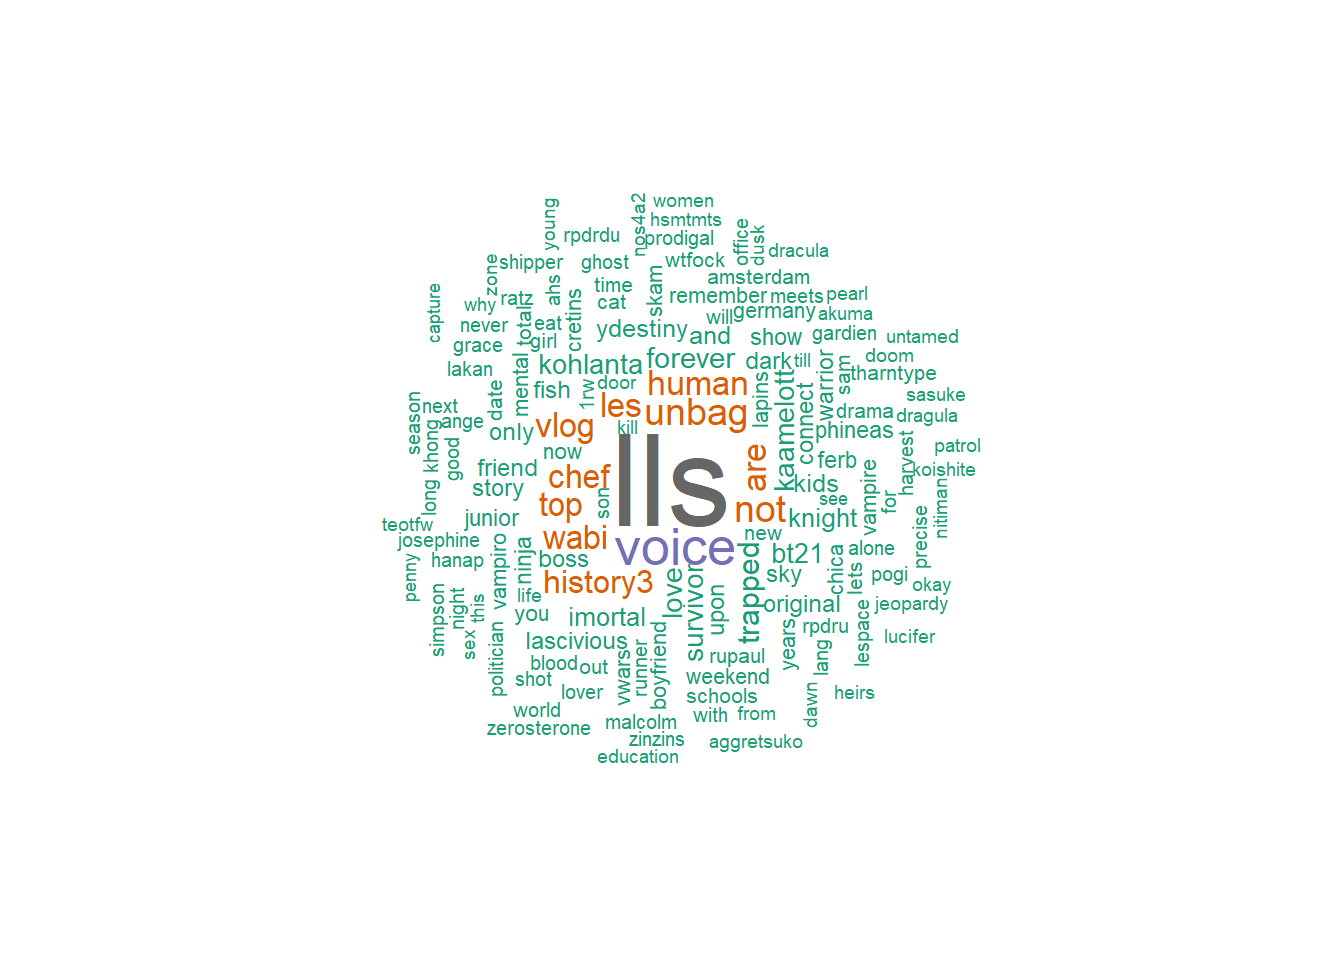 women
young
nos4a2
hsmtmts
rpdrdu
prodigal
office
dusk
dracula
zone
shipper
ghost
wtfock
skam
amsterdam
capture
why
ratz
ahs
time
cat
remember
meets
pearl
never
total
eat
cretins
ydestiny
and
will
germany
akuma
grace
girl
show
gardien
untamed
lakan
mental
kohlanta
forever
dark
till
warrior
sam
doom
tharntype
date
fish
1rw
door
human
lapins
kaamelott
connect
sasuke
season
next
ange
only
vlog
les
unbag
drama
dragula
khong
good
now
kill
phineas
patrol
long
friend
chef
lls
are
ferb
harvest
koishite
story
top
son
not
kids
see
vampire
for
nitiman
teotfw
junior
knight
precise
josephine
wabi
voice
new
bt21
alone
penny
hanap
vampiro
ninja
boss
history3
love
survivor
trapped
sky
chica
lets
pogi
okay
simpson
night
this
life
you
imortal
upon
original
jeopardy
sex
lascivious
years
rpdru
lang
lespace
lucifer
politician
blood
out
vwars
runner
boyfriend
rupaul
shot
weekend
lover
schools
heirs
world
with
from
dawn
zerosterone
malcolm
zinzins
aggretsuko
education